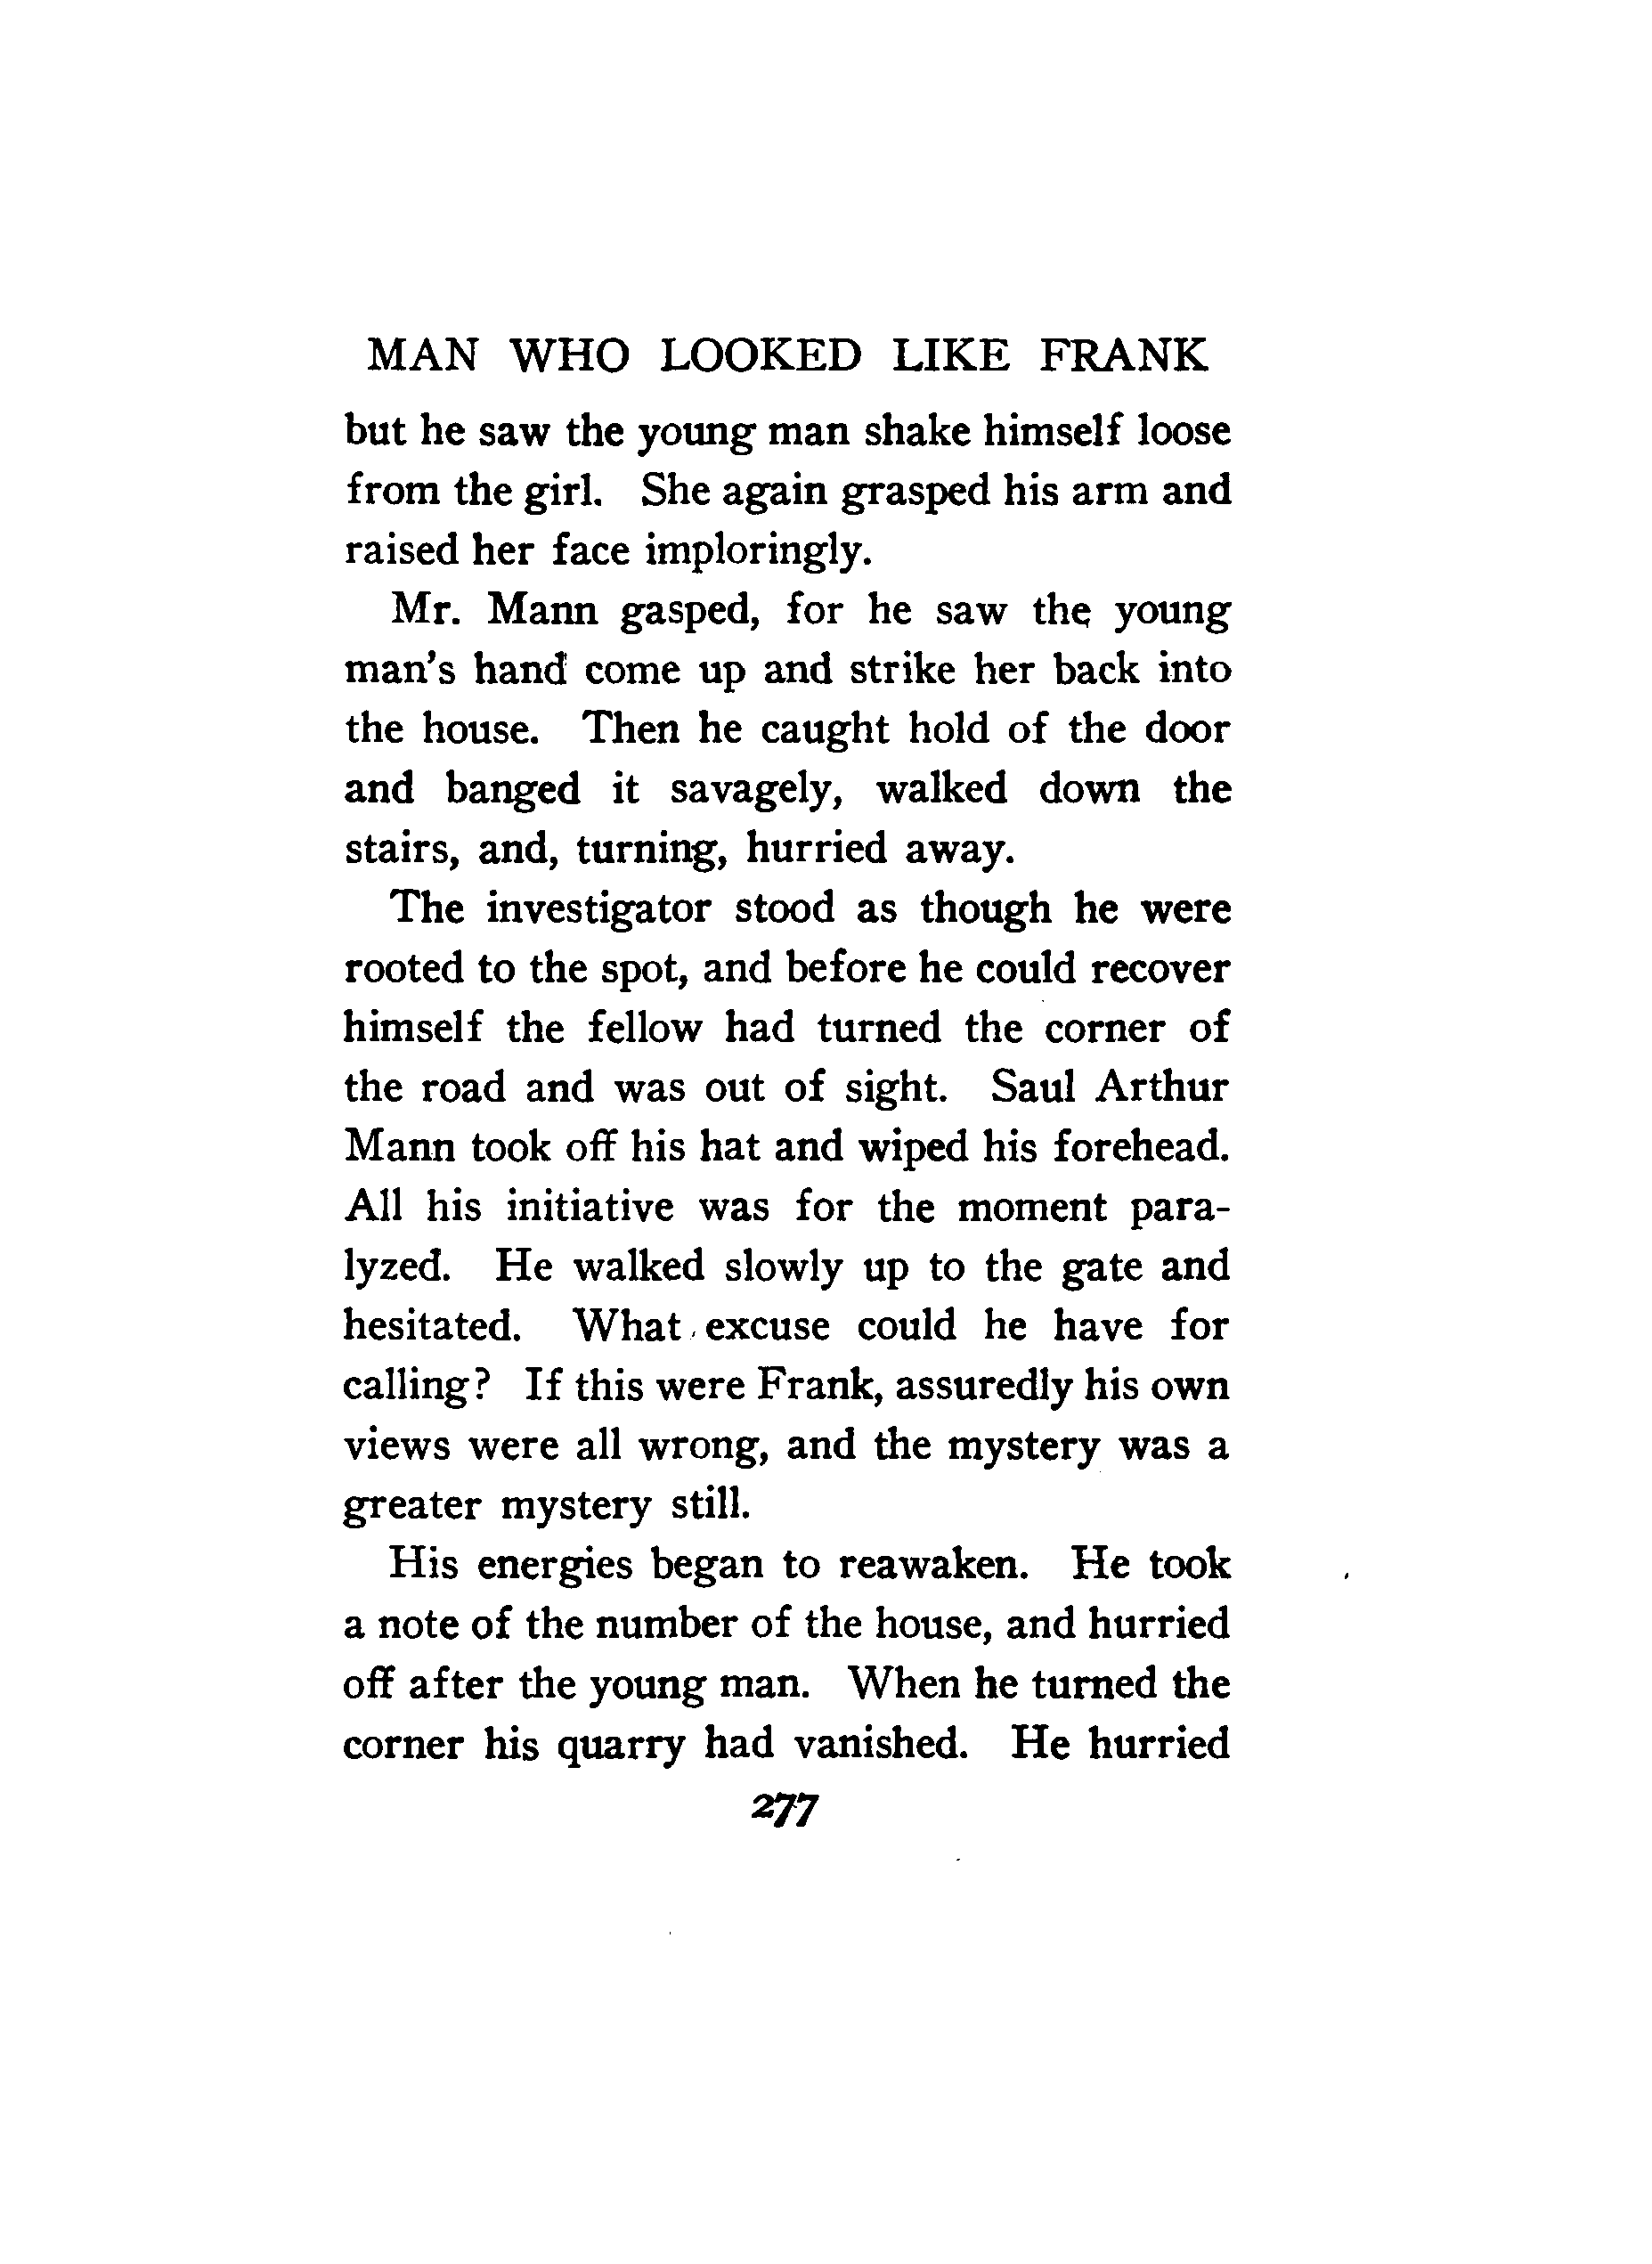 MAN WHO LOOKED LIKE FRANK
but he saw the young man shake himself loose
from the girl. She again grasped his arm and
raised her face imploringly.
Mr. Mann gasped, for he saw the young
man's hand come up and strike her back into
the house. Then he caught hold of the door
and banged it savagely, walked down the
stairs, and, turning, hurried away.
The investigator stood as though he were
rooted to the spot, and before he could recover
himself the fellow had turned the corner of
the road and was out of sight. Saul Arthur
Mann took off his hat and wiped his forehead.
All his initiative was for the moment para-
lyzed. He walked slowly up to the gate and
hesitated. What excuse could he have for
calling? If this were Frank, assuredly his own
views were all wrong, and the mystery was a
greater mystery still.
His energies began to reawaken. He took
a note of the number of the house, and hurried
off after the young man. When he turned the
corner his quarry had vanished. He hurried
277